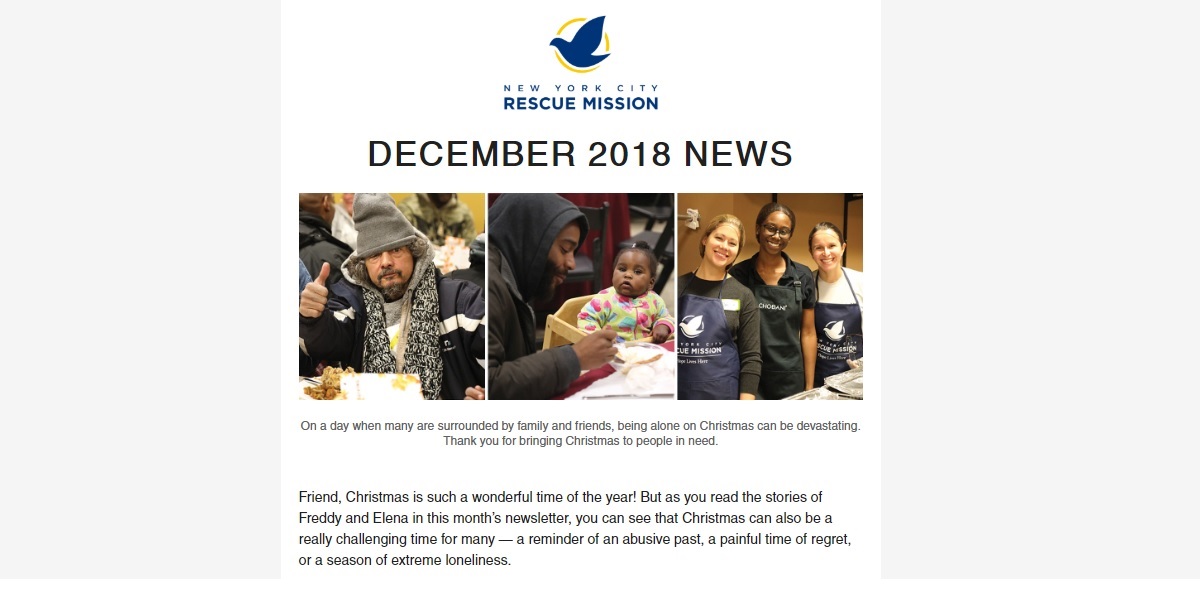 NEW YORK CITY
RESCUE MISSION
DECEMBER 2018 NEWS
CHOBANI
CUE MISSION
RESCUE MISSION
On a day when many are surrounded by family and friends, being alone on Christmas can be devastating.
Thank you for bringing Christmas to people in need.
Friend, Christmas is such a wonderful time of the year! But as you read the stories of
Freddy and Elena in this month’s newsletter, you can see that Christmas can also be a
really challenging time for many — a reminder of an abusive past, a painful time of regret,
or a season of extreme loneliness.